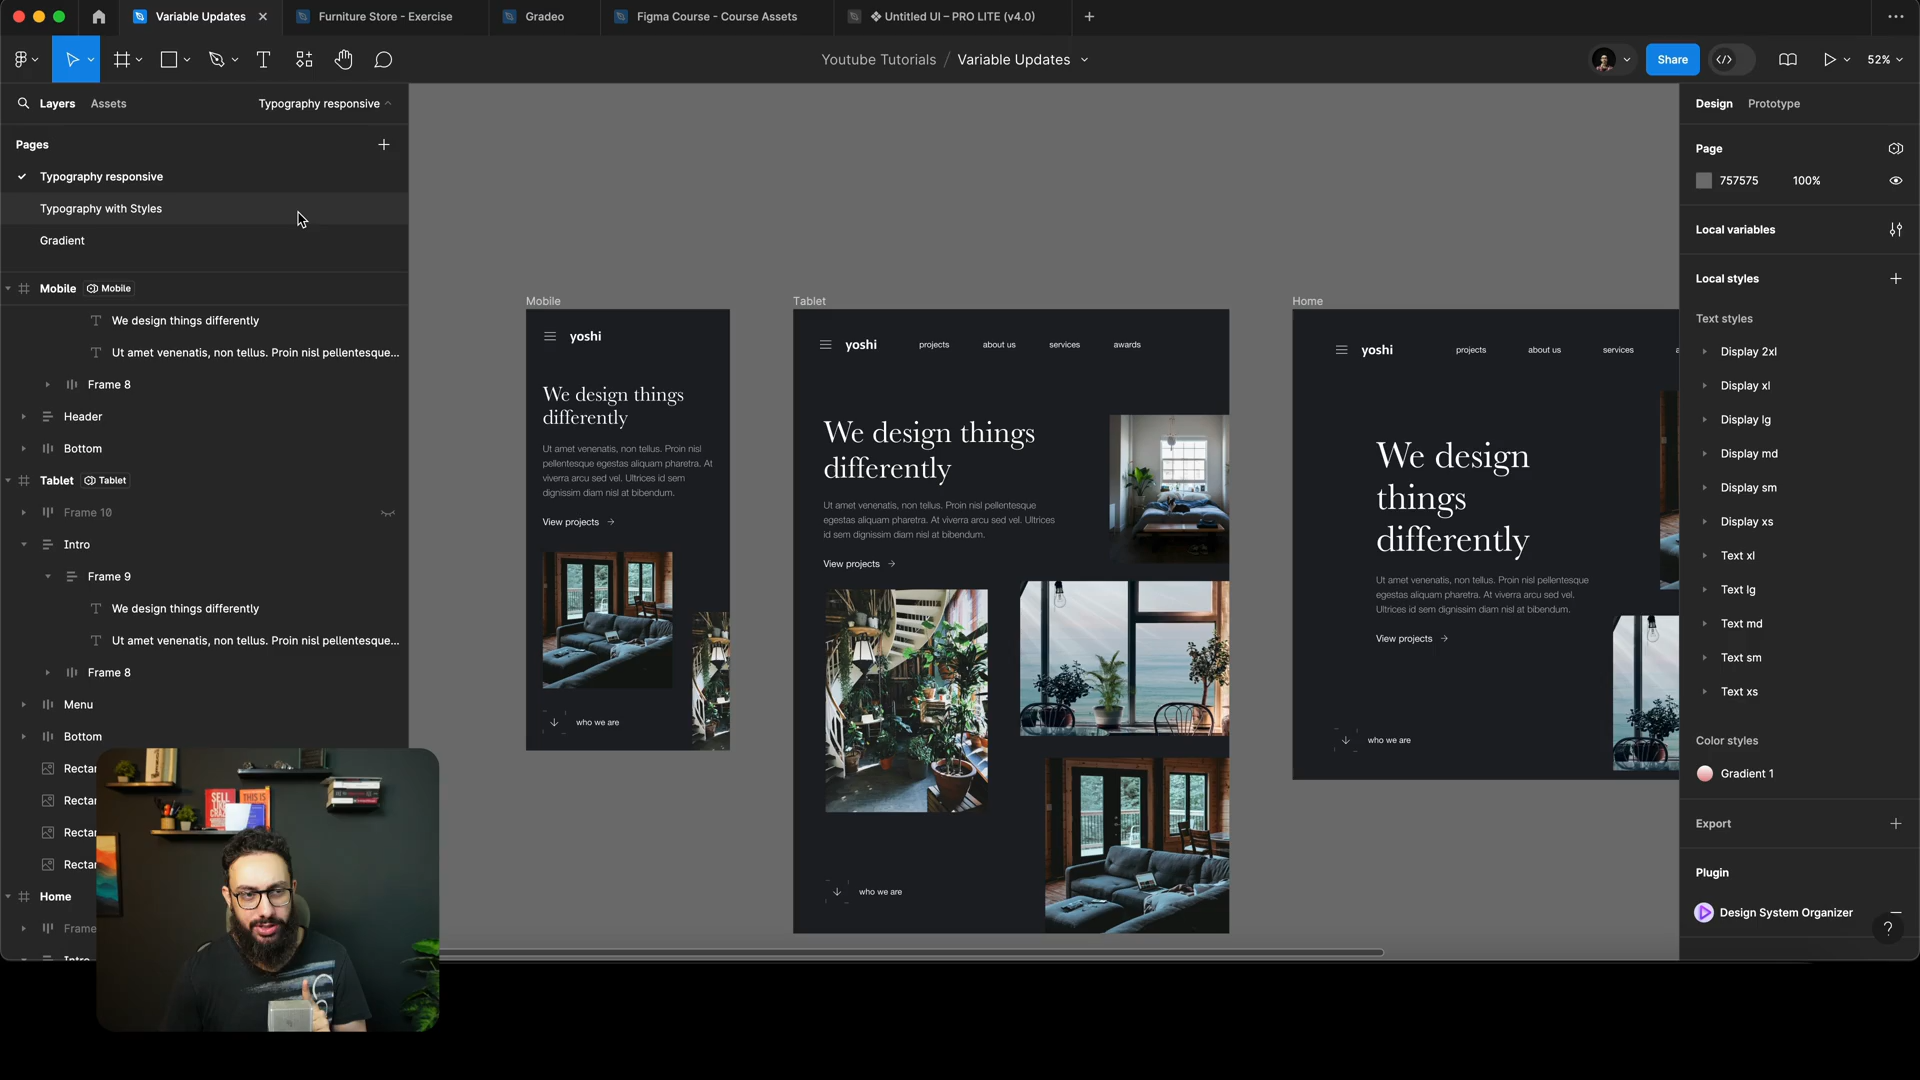 Variable Updates
Furniture Store - Exercise
Gradeo
Figma Course - Course Assets
❖ Untitled UI – PRO LITE (v4.0)
Youtube Tutorials / Variable Updates
Share
52%
Layers
Assets
Typography responsive
Pages
Typography responsive
Typography with Styles
Gradient
Mobile
Mobile
We design things differently
Ut amet venenatis, non tellus. Proin nisl pellentesque...
Frame 8
Header
Bottom
Tablet
Tablet
Frame 10
Intro
Frame 9
We design things differently
Ut amet venenatis, non tellus. Proin nisl pellentesque...
Frame 8
Menu
Bottom
Rectar
Rectar
Rectar
Rectar
Home
Frame
Intro
Mobile
yoshi
We design things
differently
Ut amet venenatis, non tellus. Proin nisl
pellentesque egestas aliquam pharetra. At
viverra arcu sed vel. Ultrices id sem
dignissim diam nisl at bibendum.
View projects
who we are
Tablet
yoshi
projects
about us
services
awards
We design things
differently
Ut amet venenatis, non tellus. Proin nisl pellentesque
egestas aliquam pharetra. At viverra arcu sed vel. Ultrices
id sem dignissim diam nisl at bibendum.
View projects
who we are
Home
yoshi
projects
about us
services
a
We design
things
differently
Ut amet venenatis, non tellus. Proin nisl pellentesque
egestas aliquam pharetra. At viverra arcu sed vel.
Ultrices id sem dignissim diam nisl at bibendum.
View projects
who we are
Design
Prototype
Page
757575
100%
Local variables
Local styles
Text styles
Display 2xl
Display xl
Display lg
Display md
Display sm
Display xs
Text xl
Text lg
Text md
Text sm
Text xs
Color styles
Gradient 1
Export
Plugin
Design System Organizer
?
SELL
LIKE
CRAZY
THIS IS